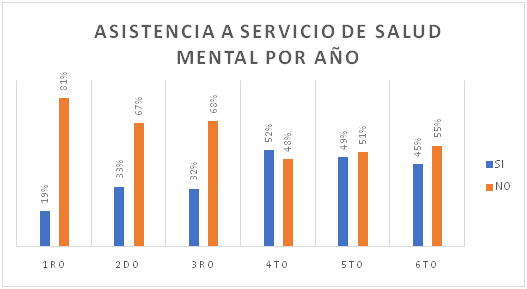 ASISTENCIA A SERVICIO DE SALUD
MENTAL POR AÑO
19%
81%
33%
67%
32%
68%
52%
48%
49%
51%
45%
55%
SI
NO
1RO 2DO 3RO 4TO 5TO 6TO